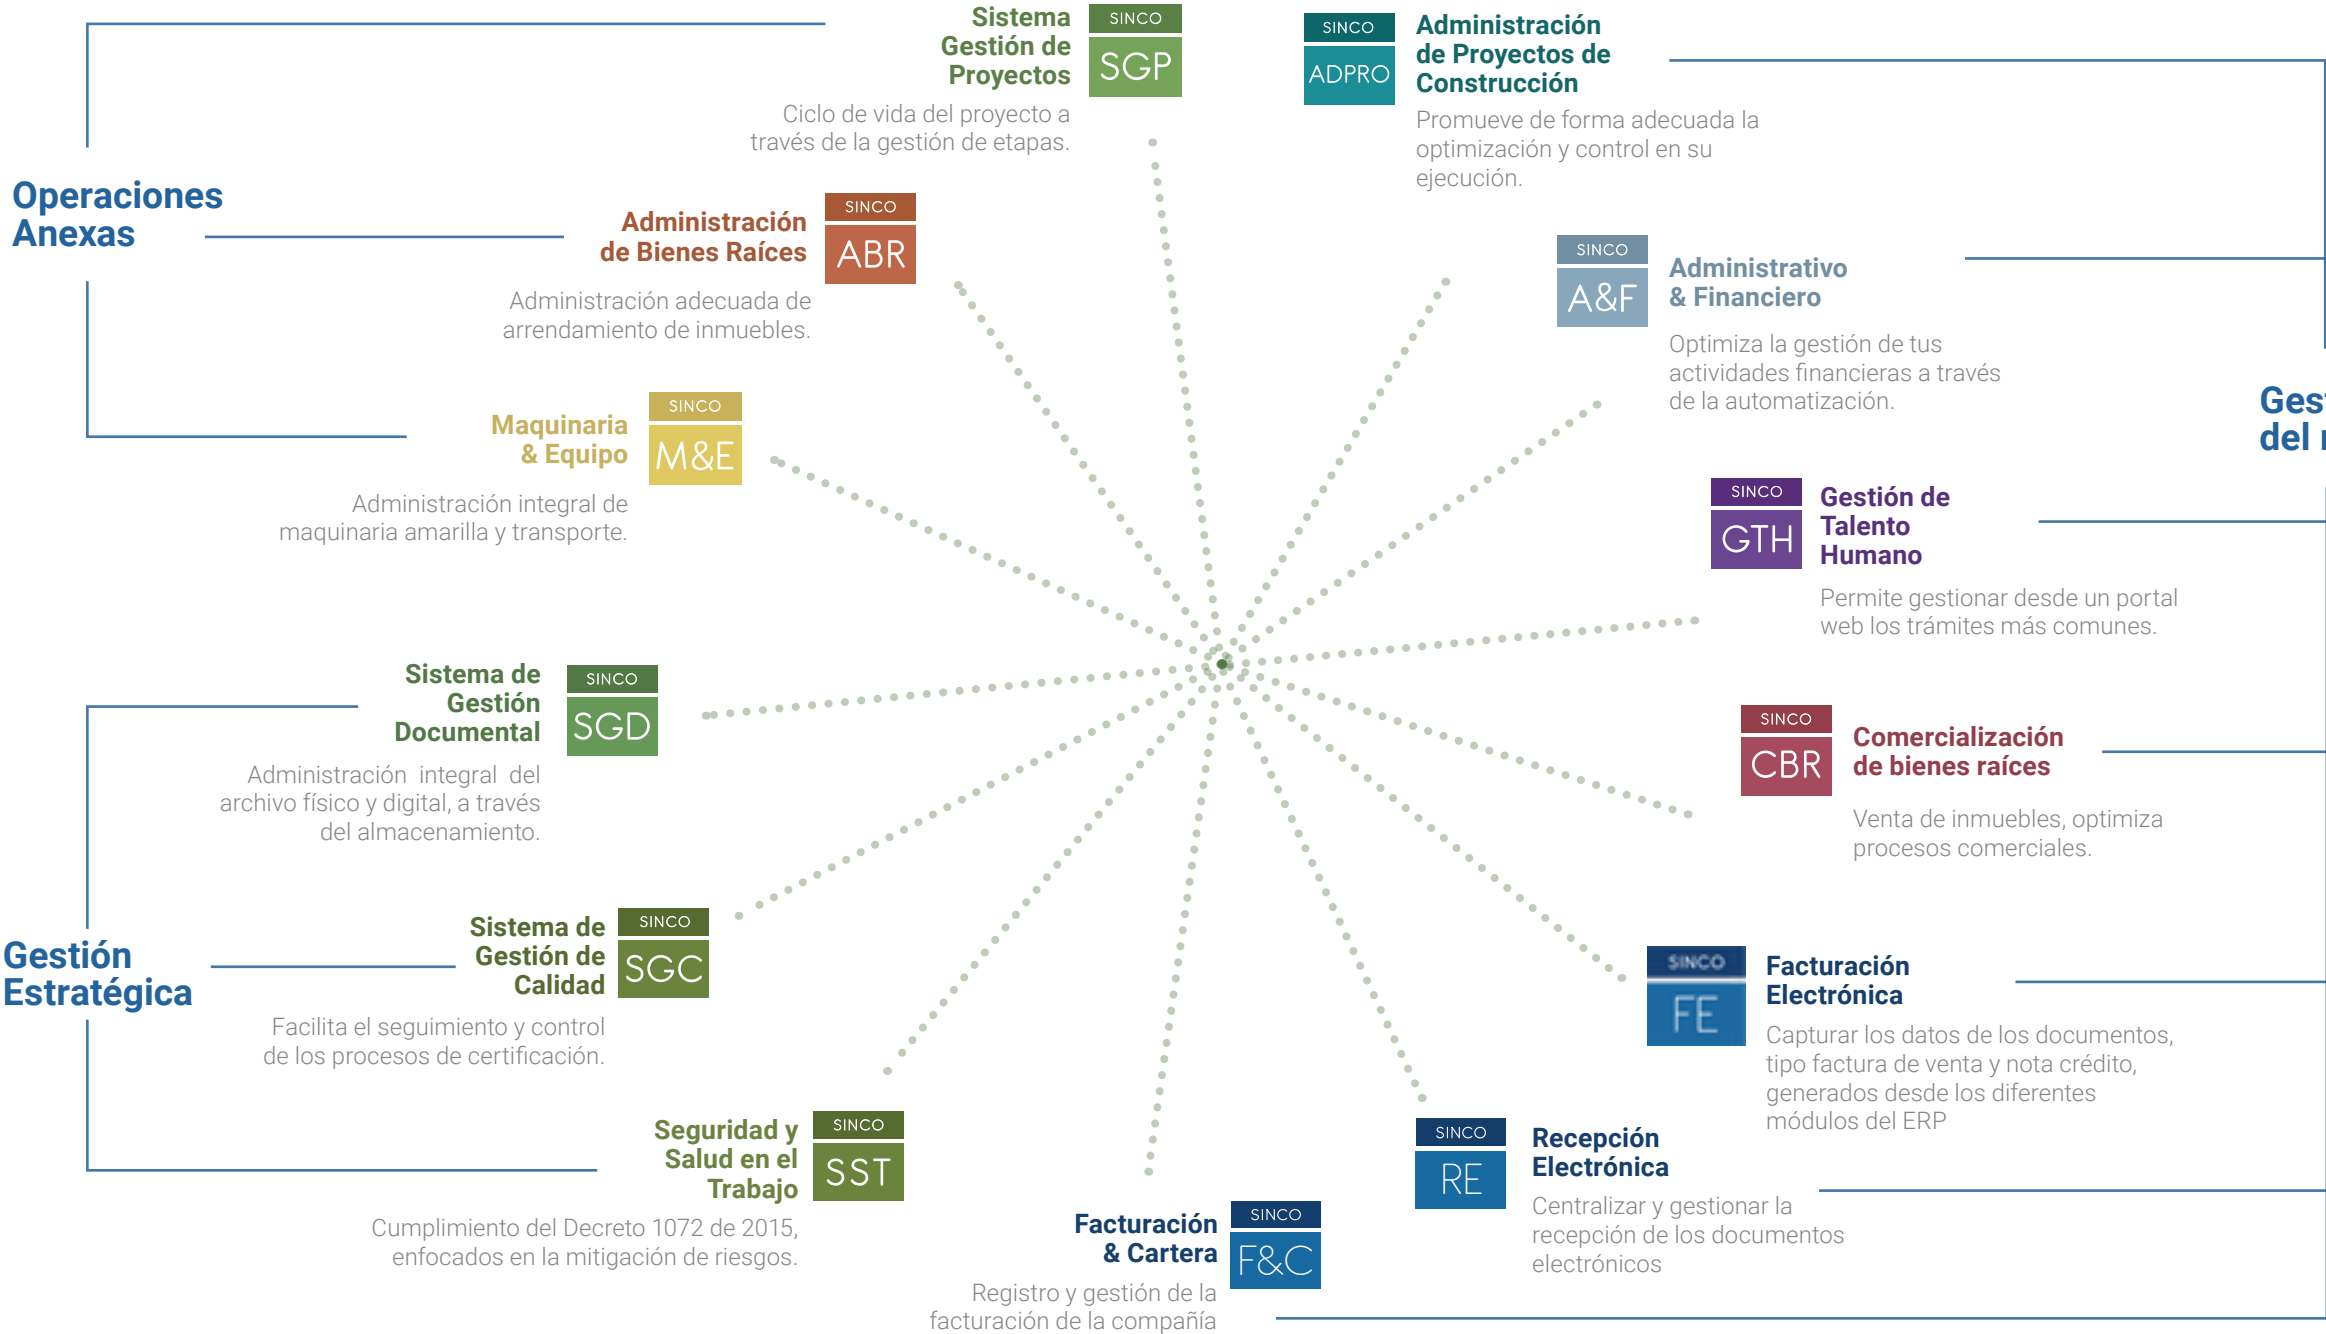 Operaciones
Anexas
Sistema
Gestión de
Proyectos
SINCO
SGP
Ciclo de vida del proyecto a
través de la gestión de etapas.
Administración
de Bienes Raíces
SINCO
ABR
Administración adecuada de
arrendamiento de inmuebles.
Maquinaria
& Equipo
SINCO
M&E
Administración integral de
maquinaria amarilla y transporte.
Gestión
Estratégica
Sistema de
Gestión
Documental
SINCO
SGD
Administración integral del
archivo físico y digital, a través
del almacenamiento.
Sistema de
Gestión de
Calidad
SINCO
SGC
Facilita el seguimiento y control
de los procesos de certificación.
Seguridad y
Salud en el
Trabajo
SINCO
SST
Cumplimiento del Decreto 1072 de 2015,
enfocados en la mitigación de riesgos.
SINCO
ADPRO
Administración
de Proyectos de
Construcción
Promueve de forma adecuada la
optimización y control en su
ejecución.
SINCO
A&F
Administrativo
& Financiero
Optimiza la gestión de tus
actividades financieras a través
de la automatización.
del
SINCO
GTH
Gestión de
Talento
Humano
Permite gestionar desde un portal
web los trámites más comunes.
SINCO
CBR
Comercialización
de bienes raíces
Venta de inmuebles, optimiza
procesos comerciales.
SINCO
FE
Facturación
Electrónica
Capturar los datos de los documentos,
tipo factura de venta y nota crédito,
generados desde los diferentes
módulos del ERP
SINCO
RE
Recepción
Electrónica
Centralizar y gestionar la
recepción de los documentos
electrónicos
Facturación
& Cartera
SINCO
F&C
Registro y gestión de la
facturación de la compañía